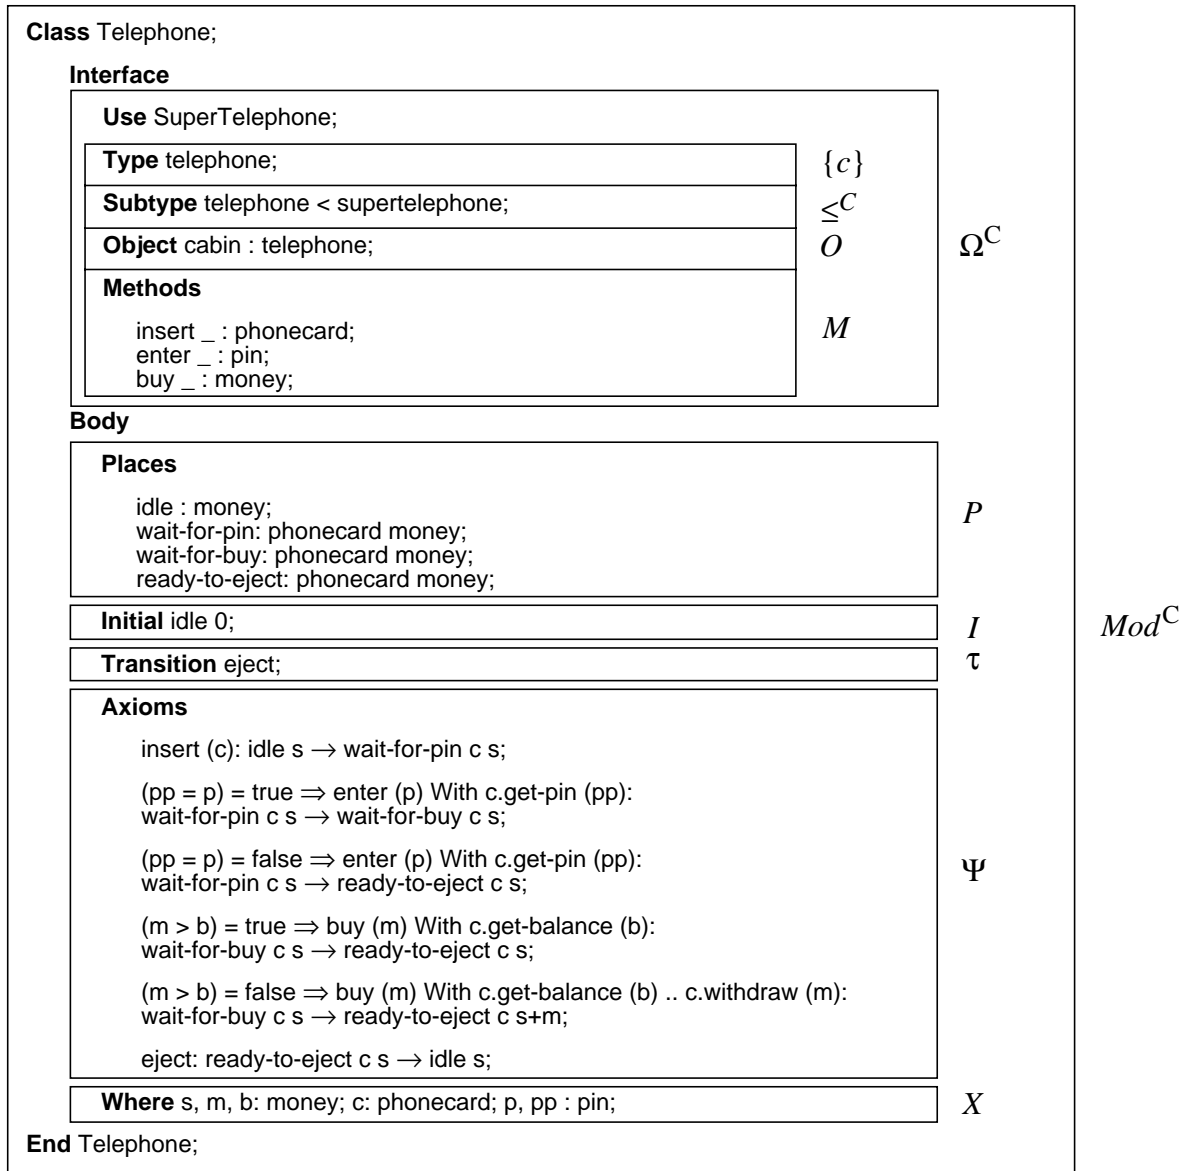 Class Telephone;
Interface
Use SuperTelephone;
Type telephone;
{c}
Subtype telephone < supertelephone;
≤C
Object cabin : telephone;
O
ΩC
Methods
insert _ : phonecard;
M
enter _ : pin;
buy _ : money;
Body
Places
idle : money;
P
wait-for-pin: phonecard money;
wait-for-buy: phonecard money;
ready-to-eject: phonecard money;
Initial idle 0;
I
ModC
Transition eject;
τ
Axioms
insert (c): idle s → wait-for-pin c s;
(pp = p) = true ⇒ enter (p) With c.get-pin (pp):
wait-for-pin c s → wait-for-buy c s;
(pp = p) = false ⇒ enter (p) With c.get-pin (pp):
wait-for-pin c s → ready-to-eject c s;
Ψ
(m > b) = true ⇒ buy (m) With c.get-balance (b):
wait-for-buy c s → ready-to-eject c s;
(m > b) = false ⇒ buy (m) With c.get-balance (b) .. c.withdraw (m):
wait-for-buy c s → ready-to-eject c s+m;
eject: ready-to-eject c s → idle s;
Where s, m, b: money; c: phonecard; p, pp : pin;
X
End Telephone;